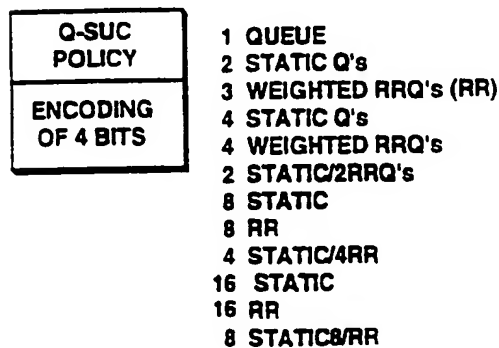 Q-SUC
POLICY
ENCODING
OF 4 BITS
1 QUEUE
2 STATIC Q's
3 WEIGHTED RRQ's (RR)
4 STATIC Q's
4 WEIGHTED RRQ's
2 STATIC/2RRQ's
8 STATIC
8 RR
4 STATIC/4RR
16 STATIC
16 RR
8 STATIC8/RR